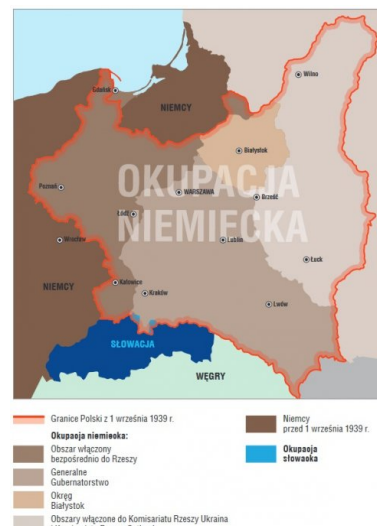 Wilno
Gdańsk
NIEMCY
Białystok
OKUPACJA
Poznań
WARSZAWA
Brześć
Łódź
NIEMIECKA
Wrocław
Lublin
Łuck
Katowice
NIEMCY
Kraków
Lwów
SŁOWACJA
WĘGRY
Granice Polski z 1 września 1939 r.
Okupacja niemiecka:
Obszar włączony
bezpośrednio do Rzeszy
Generalne
Gubernatorstwo
Okręg
Białystok
Obszary włączone do Komisariatu Rzeszy Ukraina
Niemcy
przed 1 września 1939 r.
Okupacja
słowacka